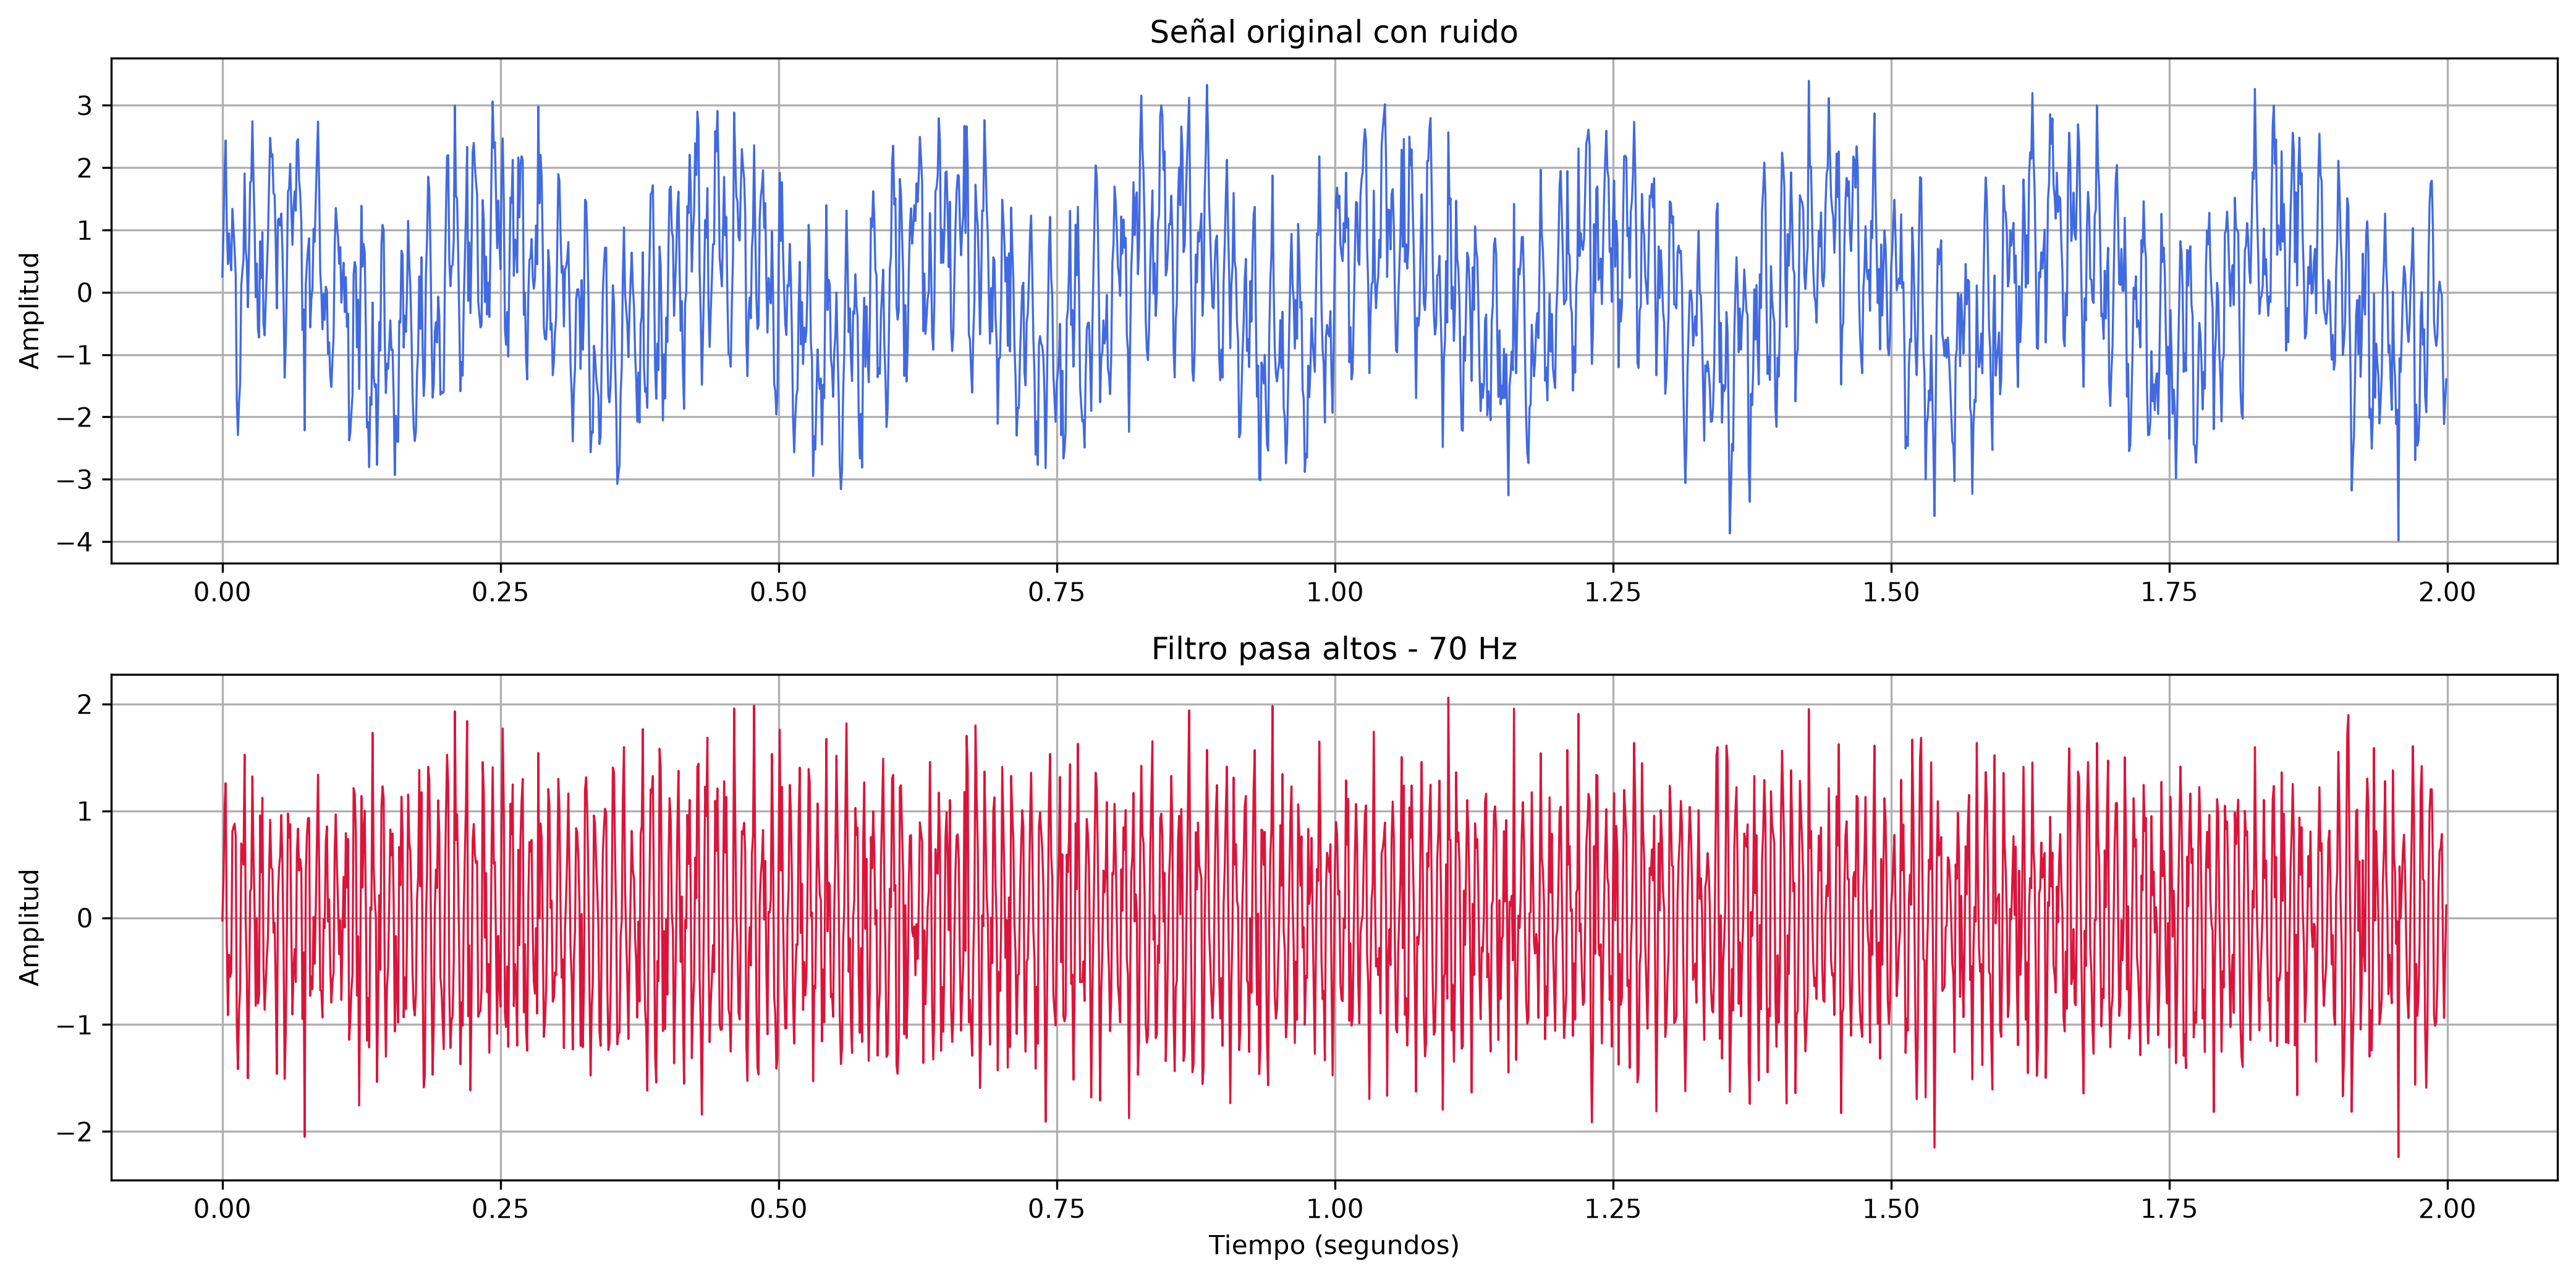 Señal original con ruido
Amplitud
3
2
1
0
−1
−2
−3
−4
0.00 0.25 0.50 0.75 1.00 1.25 1.50 1.75 2.00
Filtro pasa altos - 70 Hz
Amplitud
2
1
0
−1
−2
0.00 0.25 0.50 0.75 1.00 1.25 1.50 1.75 2.00
Tiempo (segundos)